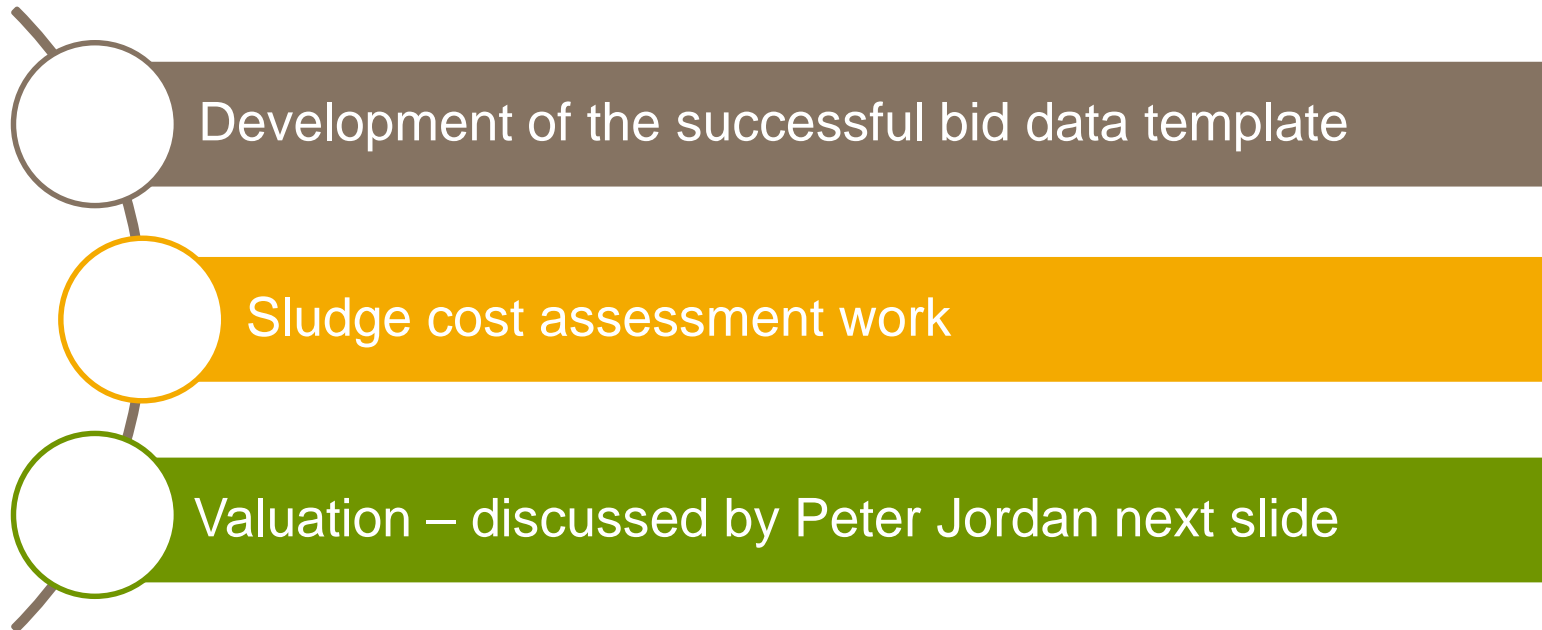 Development of the successful bid data template
Sludge cost assessment work
Valuation – discussed by Peter Jordan next slide